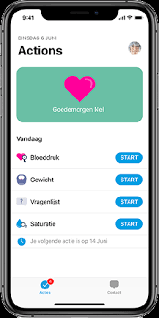 9:41
DINSDAG 6 JUNI
Actions
Goedemorgen Nel
Vandaag
Bloeddruk START
Gewicht START
Vragenlijst START
Saturatie START
Je volgende actie is op 14 Juni
Acties Contact